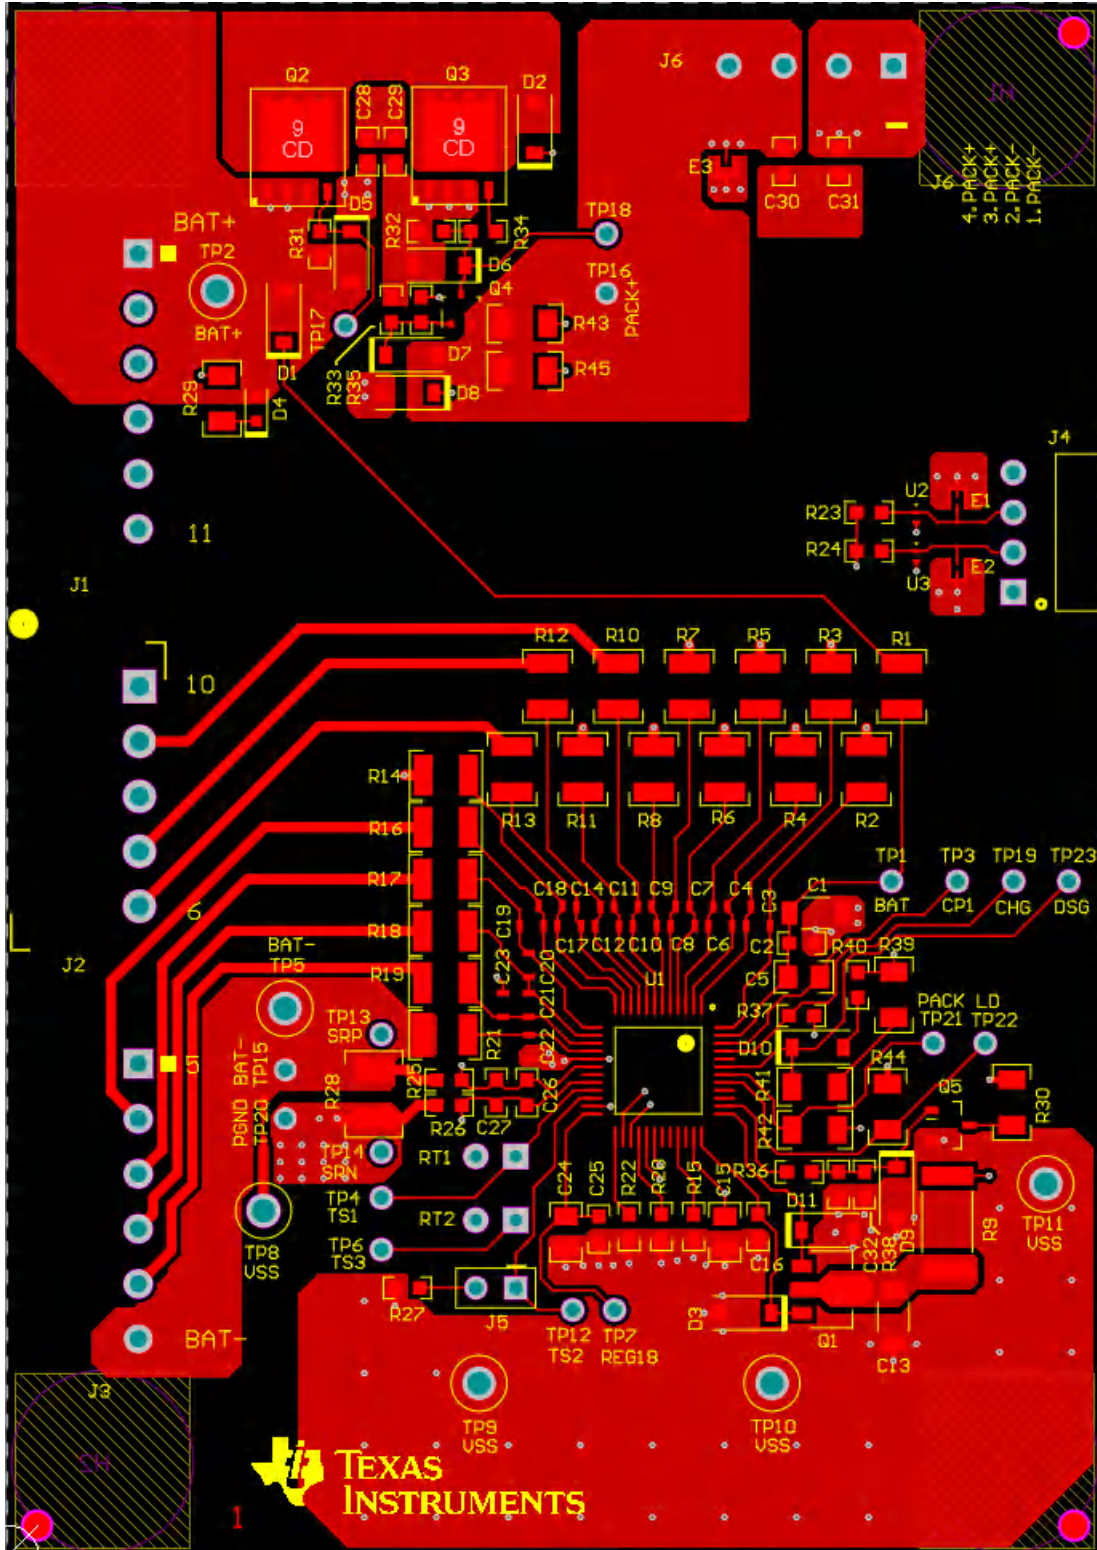 Q2
Q3
D2
J6
C28
C29
9
CD
9
CD
H1
E3
J6
C30
C31
4.PACK+
3.PACK+
2.PACK-
1.PACK-
D5
BAT+
TP2
R31
R32
R34
TP18
D6
TP16
PACK+
Q4
BAT+
TP17
R43
D7
R45
D1
R33
R35
D8
R29
D4
J4
U2
E1
R23
R24
E2
U3
11
J1
R12
R10
R7
R5
R3
R1
10
R14
R13
R11
R8
R6
R4
R2
R16
R17
TP1
TP3
TP19
TP23
BAT
CP1
CHG
DSG
C18
C14
C11
C9
C7
C4
C3
C1
6
R18
C19
C17
C12
C10
C8
C6
C2
R40
R39
BAT-
TP5
J2
R19
C23
C20
U1
C5
C21
R37
PACK
LD
TP21
TP22
TP13
SRP
R21
C22
D10
5
BAT-
TP15
PGND
TP20
R28
R25
R26
C27
C26
R41
R44
Q5
R30
R42
TP14
SRN
RT1
C24
C25
R22
R20
R15
C15
R36
TP4
TS1
RT2
D11
TP11
VSS
TP8
VSS
TP6
TS3
C16
C32
R38
D9
R9
R27
J5
D3
Q1
BAT-
TP12
TS2
TP7
REG18
C13
J3
TP9
VSS
TP10
VSS
H2
TEXAS
INSTRUMENTS
1